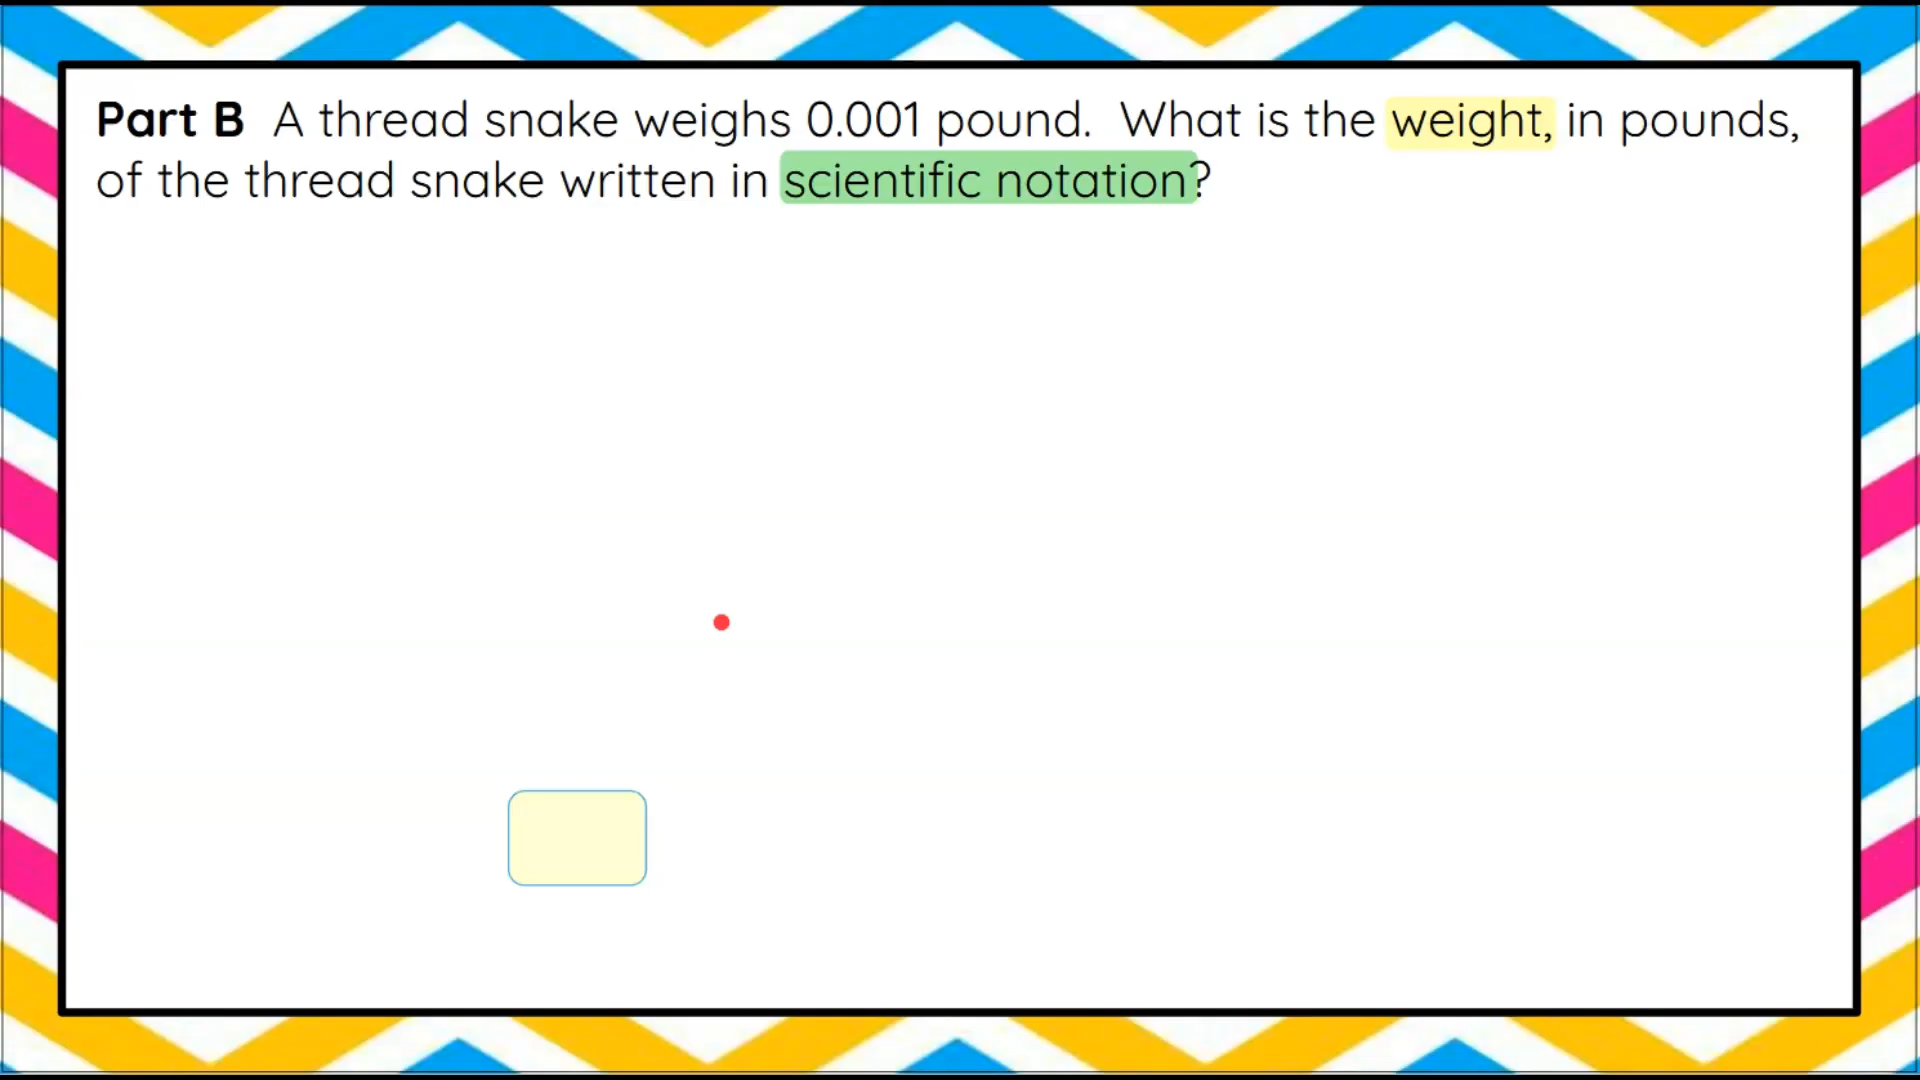 Part B A thread snake weighs 0.001 pound. What is the weight, in pounds,
of the thread snake written in scientific notation?